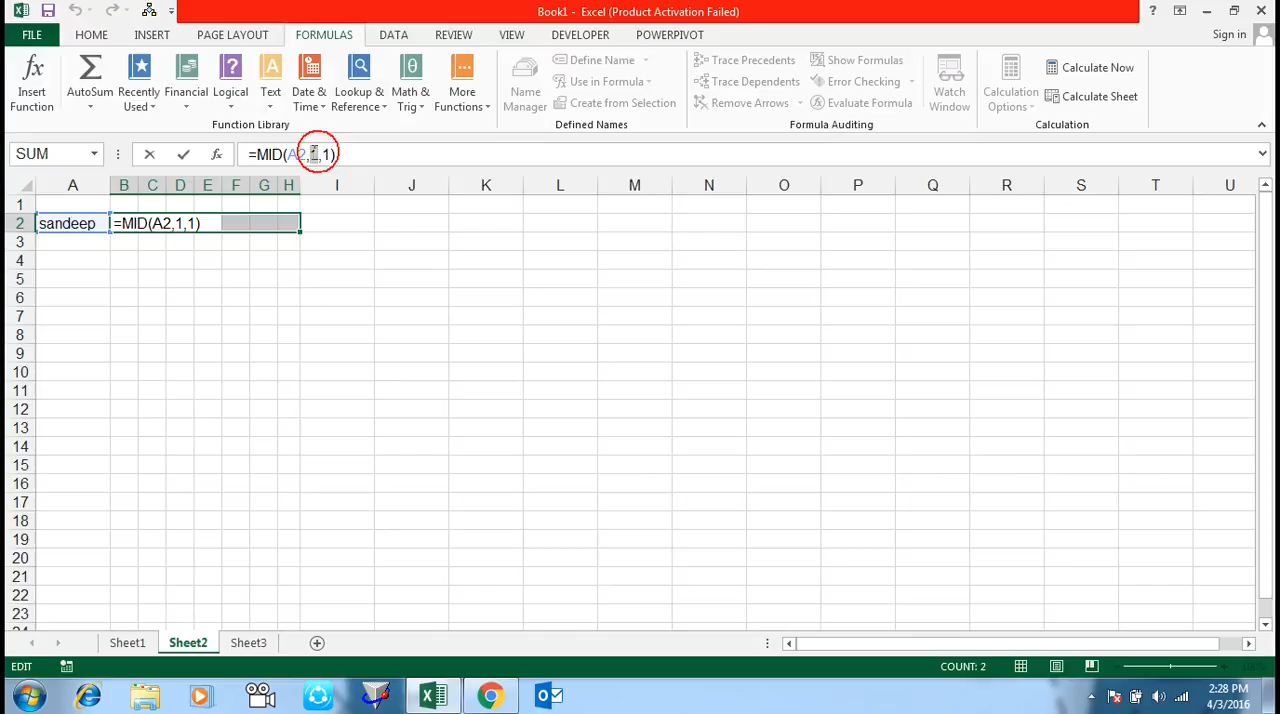 Book1 - Excel (Product Activation Failed)
?
FILE HOME INSERT PAGE LAYOUT FORMULAS DATA REVIEW VIEW DEVELOPER POWERPIVOT Sign in
fx Insert Function
Σ AutoSum
Recently Used
Financial
Logical
Text
Date & Time
Lookup & Reference
Math & Trig
More Functions
Function Library
Name Manager
Define Name
Use in Formula
Create from Selection
Defined Names
Trace Precedents
Trace Dependents
Remove Arrows
Show Formulas
Error Checking
Evaluate Formula
Formula Auditing
Watch Window
Calculation Options
Calculate Now
Calculate Sheet
Calculation
SUM fx =MID(A2,1,1)
A B C D E F G H I J K L M N O P Q R S T U
1
2 sandeep =MID(A2,1,1)
3
4
5
6
7
8
9
10
11
12
13
14
15
16
17
18
19
20
21
22
23
Sheet1 Sheet2 Sheet3
EDIT COUNT: 2
2:28 PM
4/3/2016